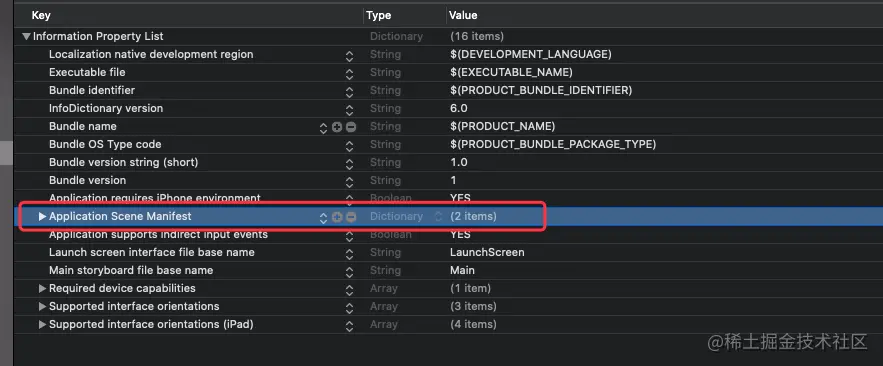 Key Type Value
Information Property List Dictionary (16 items)
Localization native development region String $(DEVELOPMENT_LANGUAGE)
Executable file String $(EXECUTABLE_NAME)
Bundle identifier String $(PRODUCT_BUNDLE_IDENTIFIER)
InfoDictionary version String 6.0
Bundle name String $(PRODUCT_NAME)
Bundle OS Type code String $(PRODUCT_BUNDLE_PACKAGE_TYPE)
Bundle version string (short) String 1.0
Bundle version String 1
Application requires iPhone environment Boolean YES
Application Scene Manifest Dictionary (2 items)
Application supports indirect input events Boolean YES
Launch screen interface file base name String LaunchScreen
Main storyboard file base name String Main
Required device capabilities Array (1 item)
Supported interface orientations Array (3 items)
Supported interface orientations (iPad) Array (4 items)
@稀土掘金技术社区